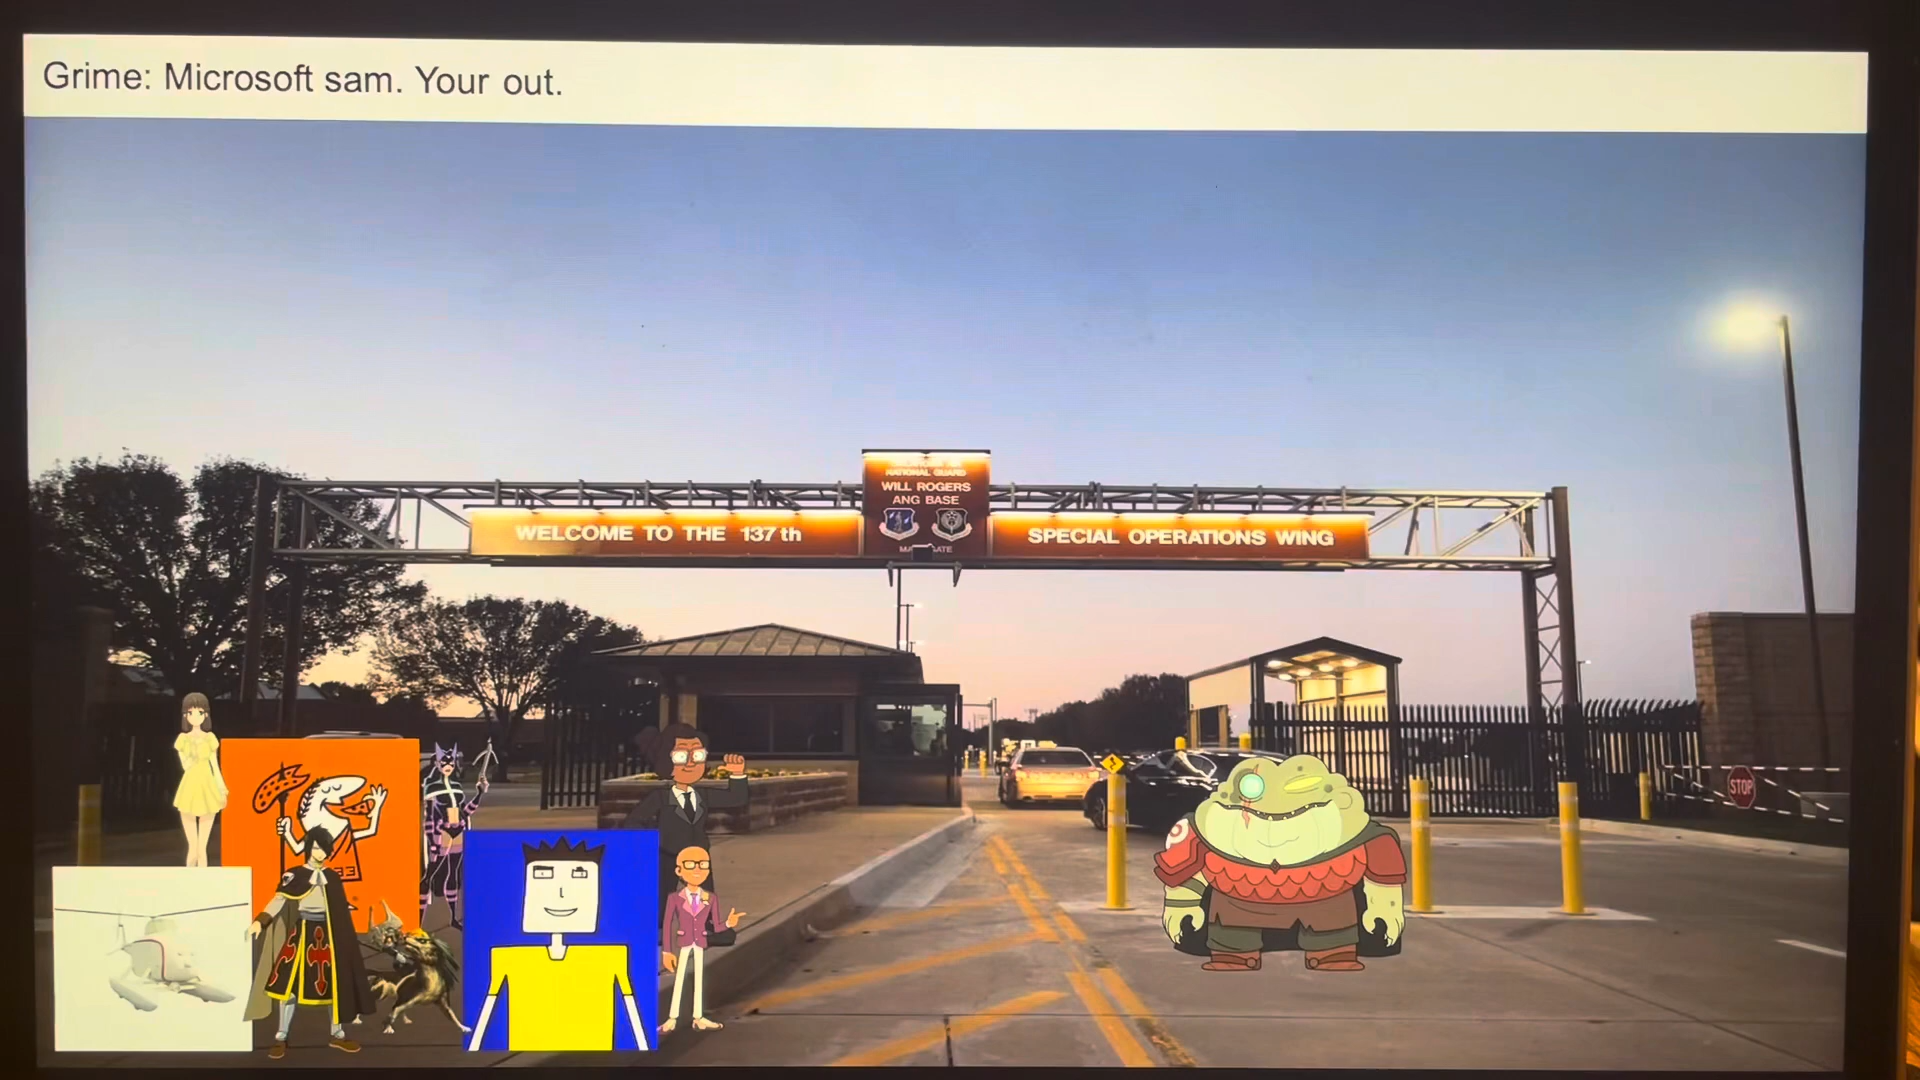 Grime: Microsoft sam. Your out.
NATIONAL GUARD
WILL ROGERS
ANG BASE
WELCOME TO THE 137th
SPECIAL OPERATIONS WING
STOP